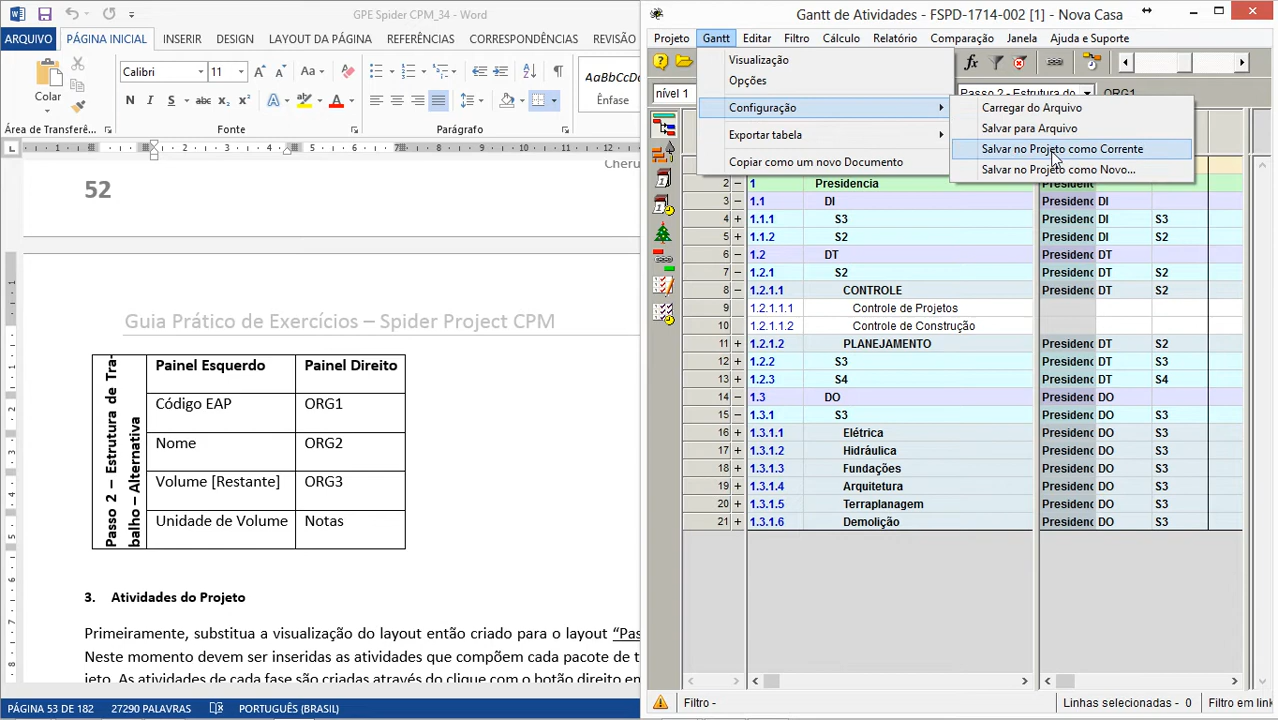 GPE Spider CPM_34 - Word
ARQUIVO PÁGINA INICIAL INSERIR DESIGN LAYOUT DA PÁGINA REFERÊNCIAS CORRESPONDÊNCIAS REVISÃO
Colar
Calibri 11
Aa
AaBbCcDc
¶ Ênfase
Área de Transferê... Fonte Parágrafo
52
Guia Prático de Exercícios – Spider Project CPM
Passo 2 – Estrutura de Tra-
balho – Alternativa
Painel Esquerdo Painel Direito
Código EAP ORG1
Nome ORG2
Volume [Restante] ORG3
Unidade de Volume Notas
3. Atividades do Projeto
Primeiramente, substitua a visualização do layout então criado para o layout “Pas
Neste momento devem ser inseridas as atividades que compõem cada pacote de t
jeto. As atividades de cada fase são criadas através do clique com o botão direito em
PÁGINA 53 DE 182 27290 PALAVRAS PORTUGUÊS (BRASIL)
Gantt de Atividades - FSPD-1714-002 [1] - Nova Casa
Projeto Gantt Editar Filtro Cálculo Relatório Comparação Janela Ajuda e Suporte
Visualização
Opções
Configuração
Exportar tabela
Copiar como um novo Documento
Carregar do Arquivo
Salvar para Arquivo
Salvar no Projeto como Corrente
Salvar no Projeto como Novo...
nível 1 Passo 2 - Estrutura do ORG1
2 − 1 Presidencia Presidenc
3 − 1.1 DI Presidenc DI
4 + 1.1.1 S3 Presidenc DI S3
5 + 1.1.2 S2 Presidenc DI S2
6 − 1.2 DT Presidenc DT
7 − 1.2.1 S2 Presidenc DT S2
8 − 1.2.1.1 CONTROLE Presidenc DT S2
9 1.2.1.1.1 Controle de Projetos
10 1.2.1.1.2 Controle de Construção
11 + 1.2.1.2 PLANEJAMENTO Presidenc DT S2
12 + 1.2.2 S3 Presidenc DT S3
13 + 1.2.3 S4 Presidenc DT S4
14 − 1.3 DO Presidenc DO
15 − 1.3.1 S3 Presidenc DO S3
16 + 1.3.1.1 Elétrica Presidenc DO S3
17 + 1.3.1.2 Hidráulica Presidenc DO S3
18 + 1.3.1.3 Fundações Presidenc DO S3
19 + 1.3.1.4 Arquitetura Presidenc DO S3
20 + 1.3.1.5 Terraplanagem Presidenc DO S3
21 + 1.3.1.6 Demolição Presidenc DO S3
Filtro - Linhas selecionadas - 0 Filtro em link